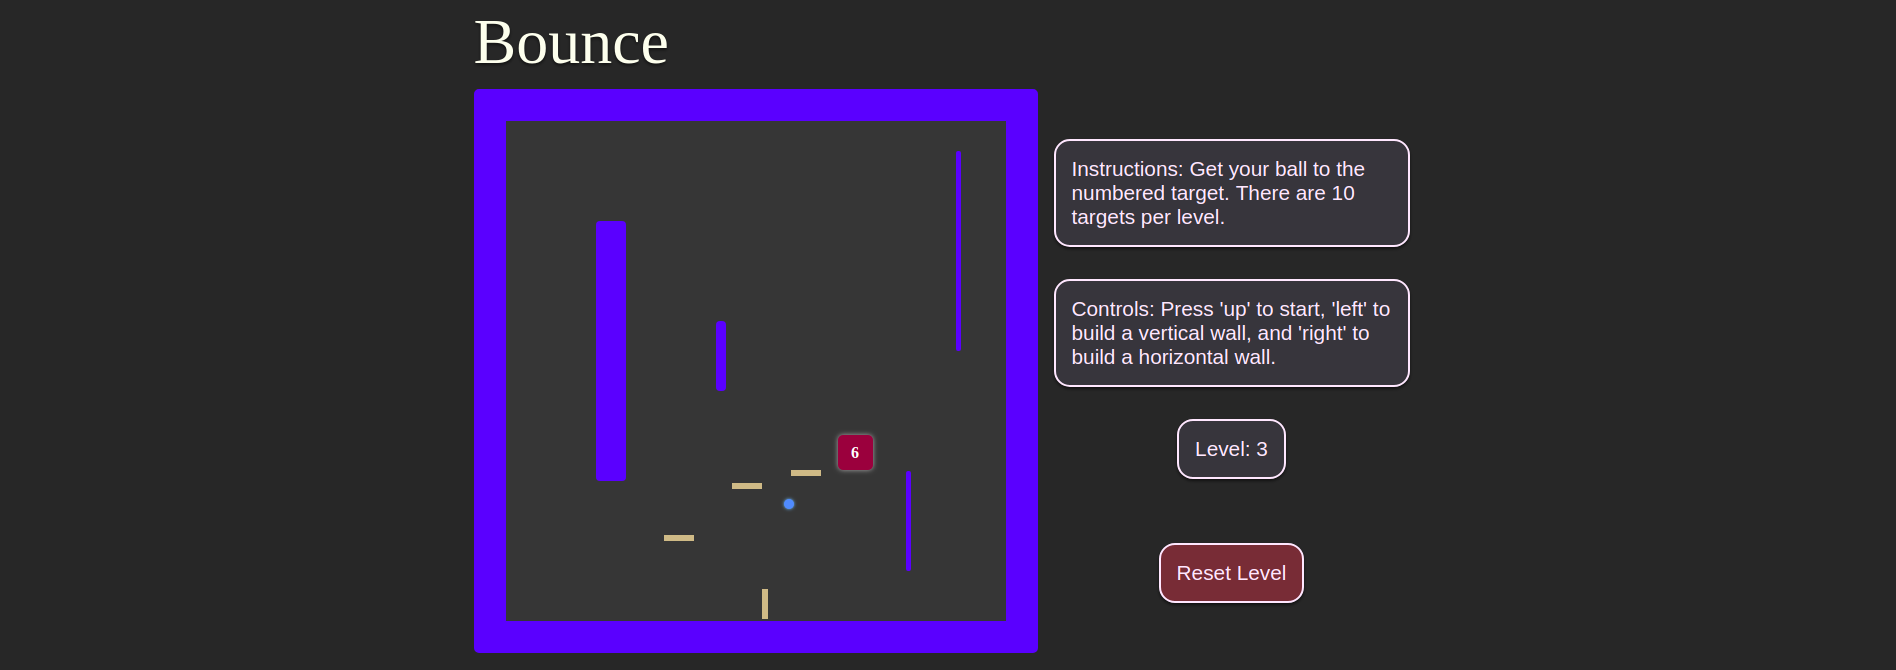 Bounce
Instructions: Get your ball to the
numbered target. There are 10
targets per level.
Controls: Press 'up' to start, 'left' to
build a vertical wall, and 'right' to
build a horizontal wall.
6
Level: 3
Reset Level